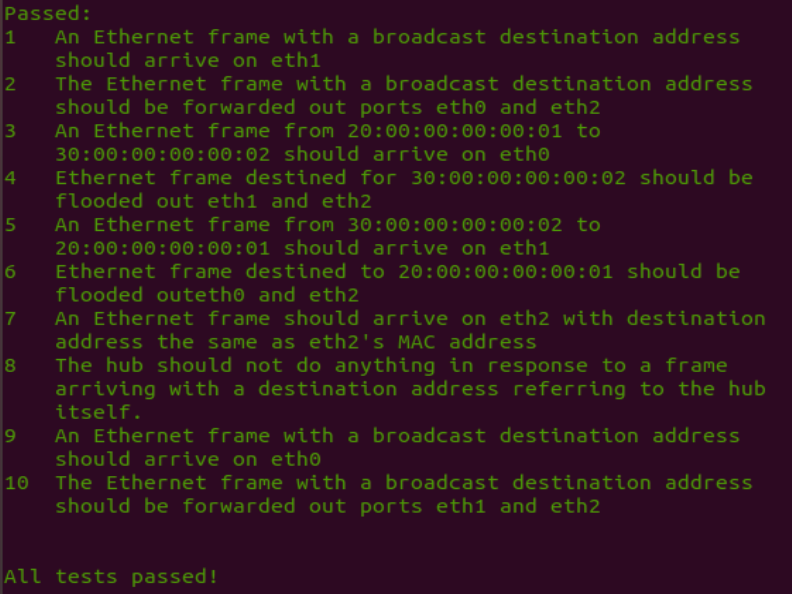 Passed:
1 An Ethernet frame with a broadcast destination address
should arrive on eth1
2 The Ethernet frame with a broadcast destination address
should be forwarded out ports eth0 and eth2
3 An Ethernet frame from 20:00:00:00:00:01 to
30:00:00:00:00:02 should arrive on eth0
4 Ethernet frame destined for 30:00:00:00:00:02 should be
flooded out eth1 and eth2
5 An Ethernet frame from 30:00:00:00:00:02 to
20:00:00:00:00:01 should arrive on eth1
6 Ethernet frame destined to 20:00:00:00:00:01 should be
flooded outeth0 and eth2
7 An Ethernet frame should arrive on eth2 with destination
address the same as eth2's MAC address
8 The hub should not do anything in response to a frame
arriving with a destination address referring to the hub
itself.
9 An Ethernet frame with a broadcast destination address
should arrive on eth0
10 The Ethernet frame with a broadcast destination address
should be forwarded out ports eth1 and eth2
All tests passed!